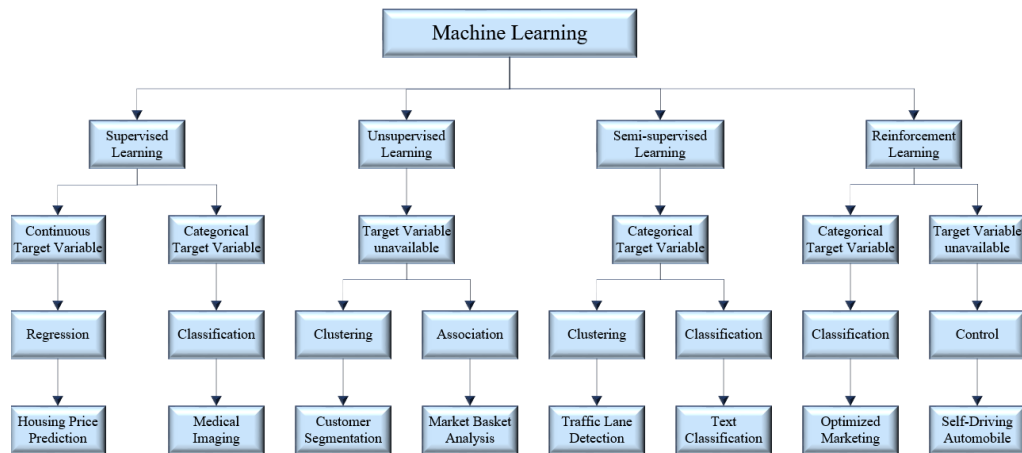 Machine Learning
Supervised
Learning
Unsupervised
Learning
Semi-supervised
Learning
Reinforcement
Learning
Continuous
Target Variable
Categorical
Target Variable
Target Variable
unavailable
Categorical
Target Variable
Categorical
Target Variable
Target Variable
unavailable
Regression
Classification
Clustering
Association
Clustering
Classification
Classification
Control
Housing Price
Prediction
Medical
Imaging
Customer
Segmentation
Market Basket
Analysis
Traffic Lane
Detection
Text
Classification
Optimized
Marketing
Self-Driving
Automobile